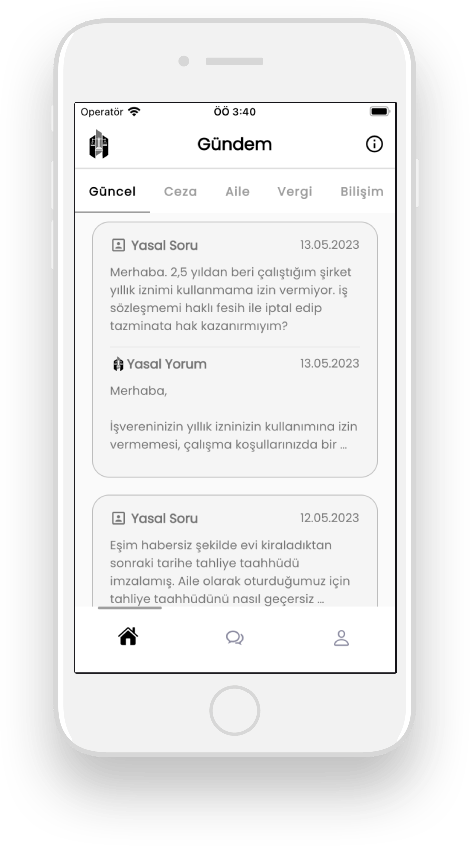 Operatör ÖÖ 3:40
Gündem
Güncel Ceza Aile Vergi Bilişim
Yasal Soru 13.05.2023
Merhaba. 2,5 yıldan beri çalıştığım şirket
yıllık iznimi kullanmama izin vermiyor. iş
sözleşmemi haklı fesih ile iptal edip
tazminata hak kazanırmıyım?
Yasal Yorum 13.05.2023
Merhaba,
İşvereninizin yıllık izninizin kullanımına izin
vermemesi, çalışma koşullarınızda bir ...
Yasal Soru 12.05.2023
Eşim habersiz şekilde evi kiraladıktan
sonraki tarihe tahliye taahhüdü
imzalamış. Aile olarak oturduğumuz için
tahliye taahhüdünü nasıl geçersiz ...